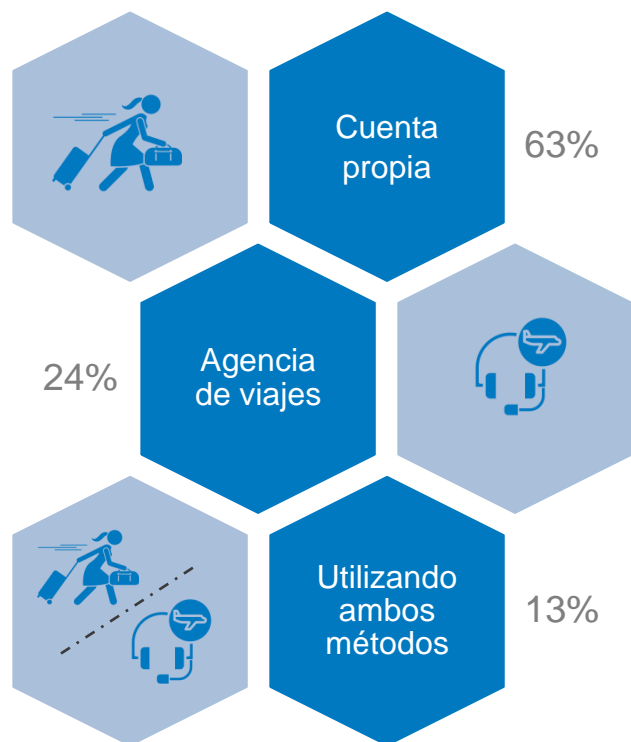 Cuenta
propia
63%
24%
Agencia
de viajes
Utilizando
ambos
métodos
13%